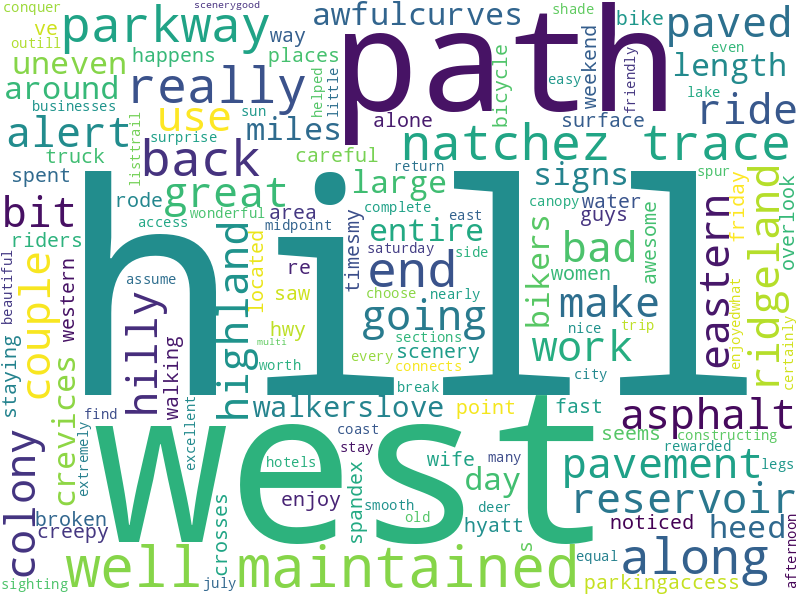 conquer
scenerygood
parkway
ve
way
outill
uneven
happens
places
around
really
businesses
alert
use
sun
helped
little
surprise
miles
truck
listtrail
back
careful
spent
rode
great
wonderful
area
bit
riders
access
midpoint
awfulcurves
path
bicycle
easy
weekend
bike
friendly
paved
shade
even
length
lake
ride
alone
surface
natchez trace
return
large
signs
spur
complete
east
canopy
water
entire
guys
awesome
friday
ridgeland
overlook
timesmy
saturday
side
re
end
bikers
bad
women
eastern
hill
beautiful
couple
western
hilly
assume
highland
located
saw
going
make
choose
nearly
hwy
nice
trip
enjoyedwhat
certainly
staying
walking
multi
every
sections
scenery
work
worth
connects
city
break
crevices
find
walkerslove
point
fast
asphalt
colony
extremely
excellent
coast
stay
west
seems
constructing
rewarded
hotels
wife
many
day
pavement
legs
broken
creepy
crosses
enjoy
spandex
smooth
deer
old
hyatt
reservoir
noticed
heed
sighting
well maintained
july
s
equal
along
parkingaccess
afternoon